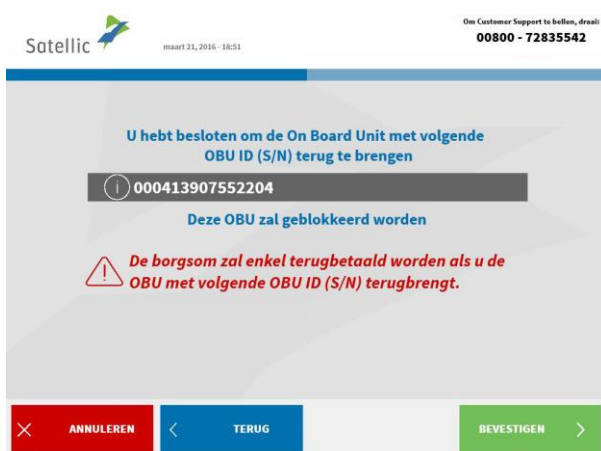 Satellic
maart 21, 2016 - 18:51
Om Customer Support te bellen, draai:
00800 - 72835542
U hebt besloten om de On Board Unit met volgende
OBU ID (S/N) terug te brengen
000413907552204
Deze OBU zal geblokkeerd worden
De borgsom zal enkel terugbetaald worden als u de
OBU met volgende OBU ID (S/N) terugbrengt.
ANNULEREN
TERUG
BEVESTIGEN